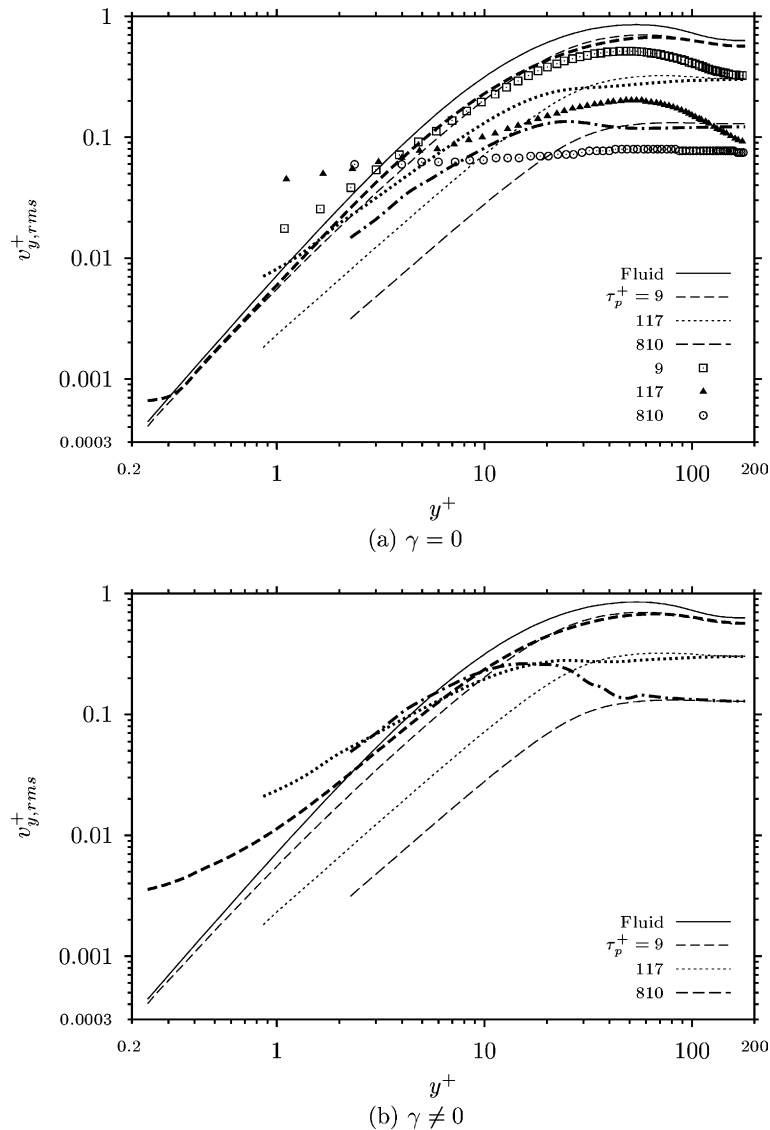 1
0.1
0.01
0.001
0.0003
v⁺y,rms
Fluid
τp⁺ = 9
117
810
9
117
810
0.2
1
10
100
200
y⁺
(a) γ = 0
1
0.1
0.01
0.001
0.0003
v⁺y,rms
Fluid
τp⁺ = 9
117
810
0.2
1
10
100
200
y⁺
(b) γ ≠ 0